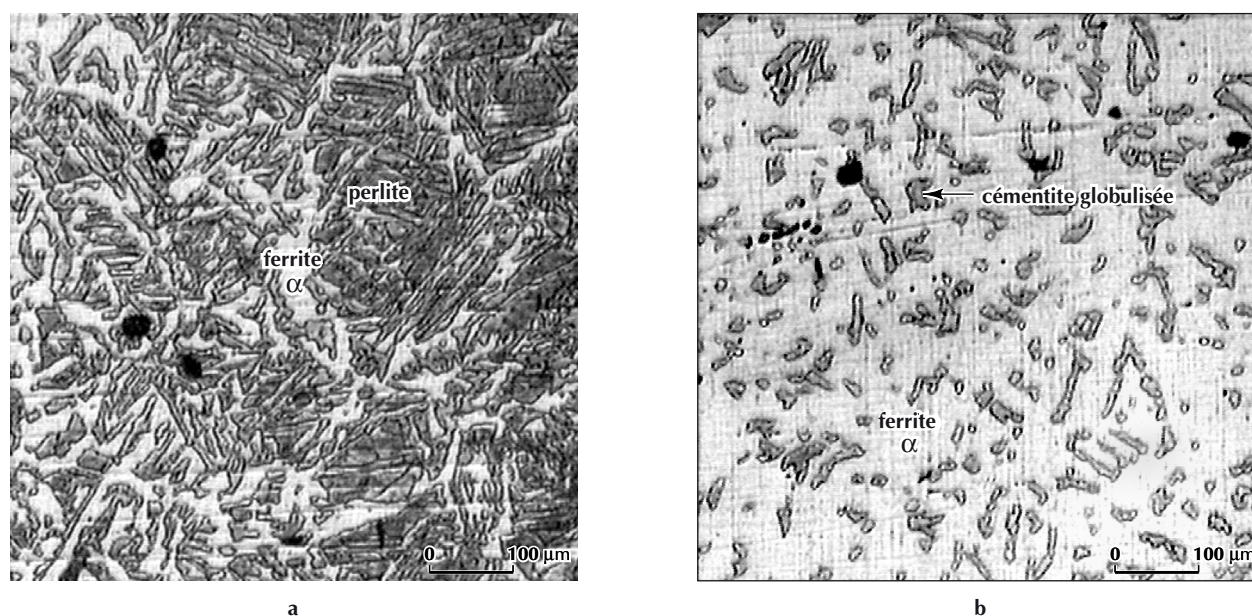 perlite
ferrite
α
0 100 µm
a
cémentite globulisée
ferrite
α
0 100 µm
b